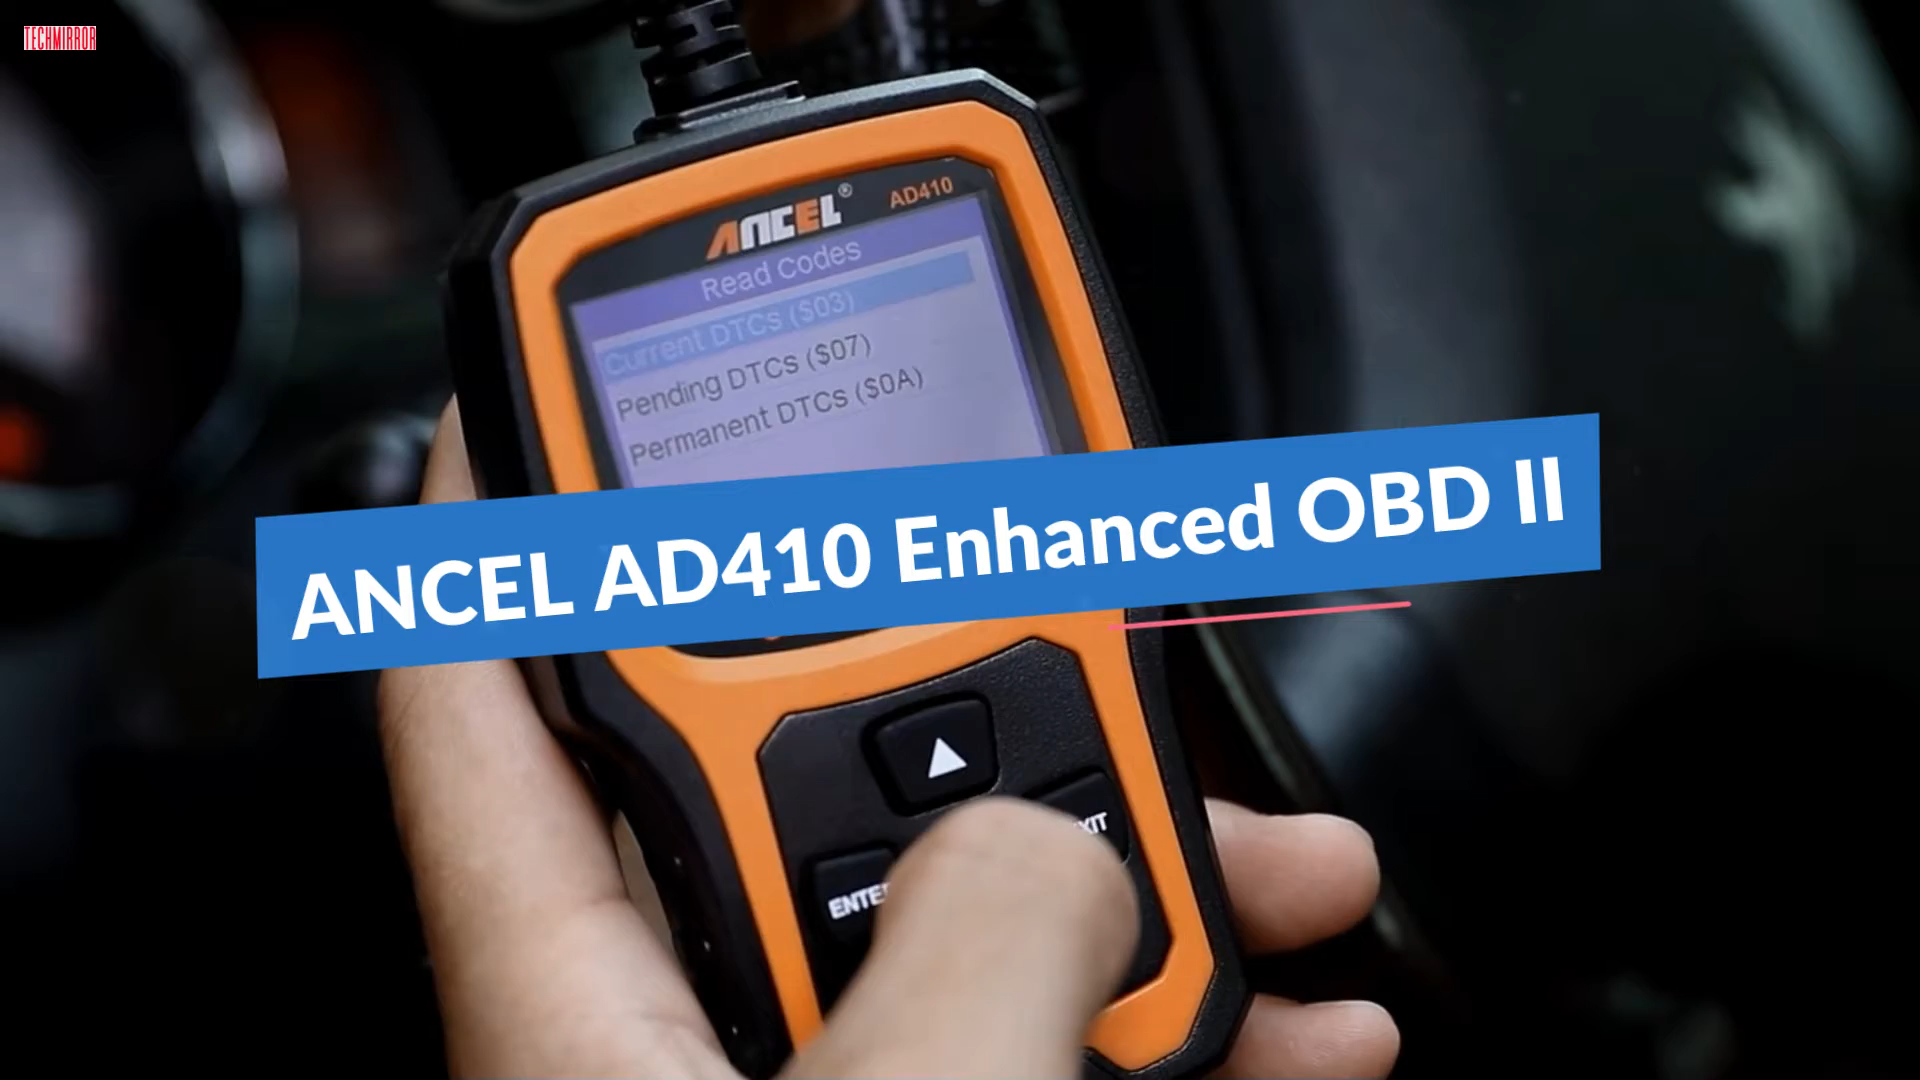 TECHMIRROR
ANCEL® AD410
Read Codes
Current DTCs ($03)
Pending DTCs ($07)
Permanent DTCs ($0A)
ANCEL AD410 Enhanced OBD II